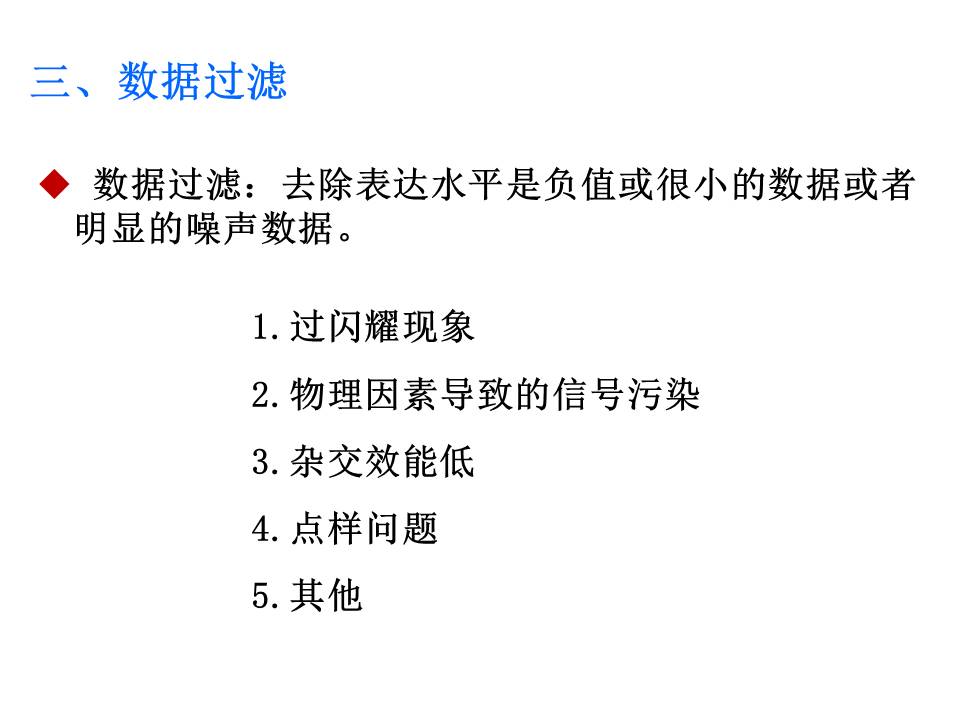 三、数据过滤
数据过滤：去除表达水平是负值或很小的数据或者
明显的噪声数据。
1.过闪耀现象
2.物理因素导致的信号污染
3.杂交效能低
4.点样问题
5.其他